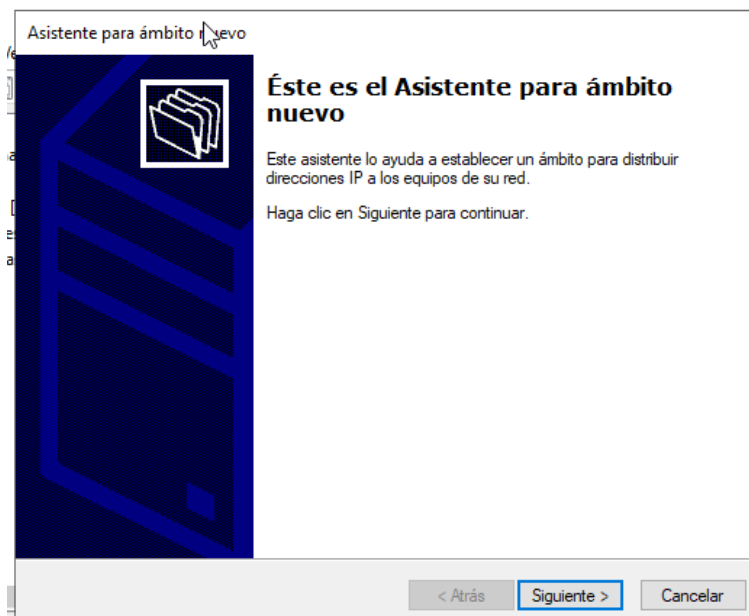 Asistente para ámbito nuevo
Éste es el Asistente para ámbito
nuevo
Este asistente lo ayuda a establecer un ámbito para distribuir
direcciones IP a los equipos de su red.
Haga clic en Siguiente para continuar.
< Atrás
Siguiente >
Cancelar